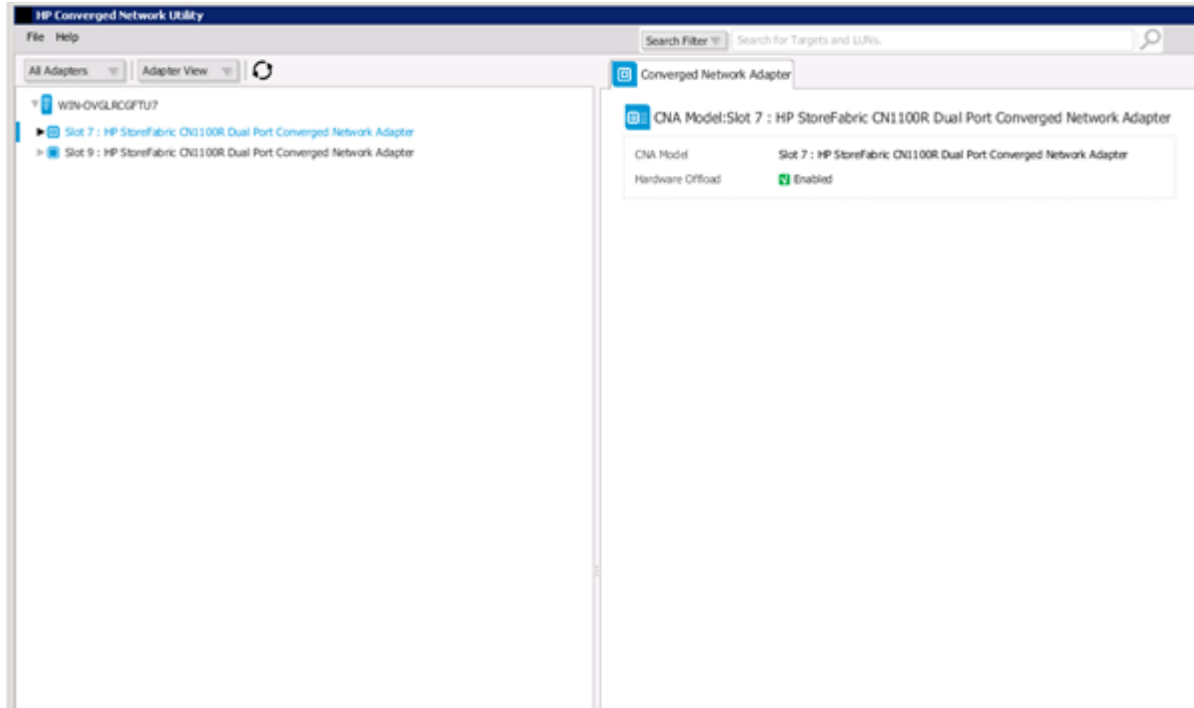 HP Converged Network Utility
File Help
Search Filter Search for Targets and LUNs.
All Adapters Adapter View
Converged Network Adapter
WIN-OVGLRCGFTU7
Slot 7 : HP StoreFabric CN1100R Dual Port Converged Network Adapter
Slot 9 : HP StoreFabric CN1100R Dual Port Converged Network Adapter
CNA Model:Slot 7 : HP StoreFabric CN1100R Dual Port Converged Network Adapter
CNA Model Slot 7 : HP StoreFabric CN1100R Dual Port Converged Network Adapter
Hardware Offload Enabled